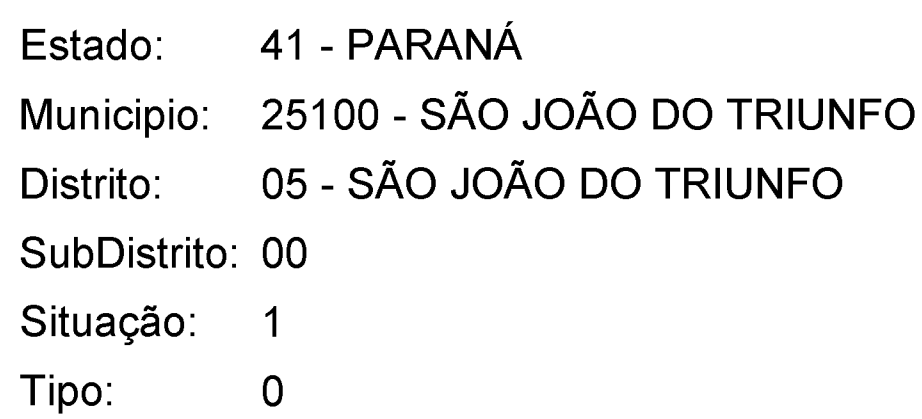 Estado: 41 - PARANÁ
Municipio: 25100 - SÃO JOÃO DO TRIUNFO
Distrito: 05 - SÃO JOÃO DO TRIUNFO
SubDistrito: 00
Situação: 1
Tipo: 0